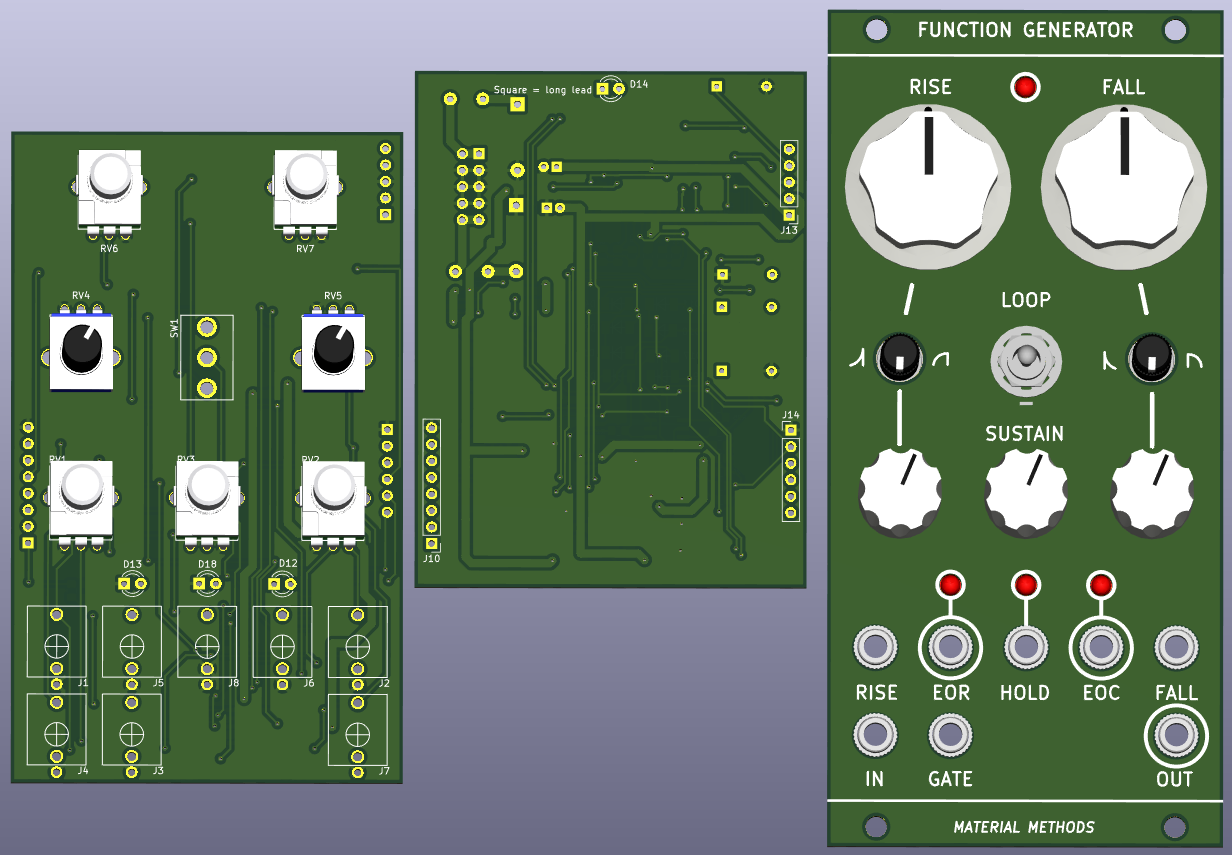 RV6
RV7
RV4
RV5
SW1
RV1
RV3
RV2
D13
D18
D12
J1
J5
J8
J6
J2
J4
J3
J7
Square = long lead
D14
J13
J14
J10
FUNCTION GENERATOR
RISE
FALL
LOOP
SUSTAIN
RISE
EOR
HOLD
EOC
FALL
IN
GATE
OUT
MATERIAL METHODS